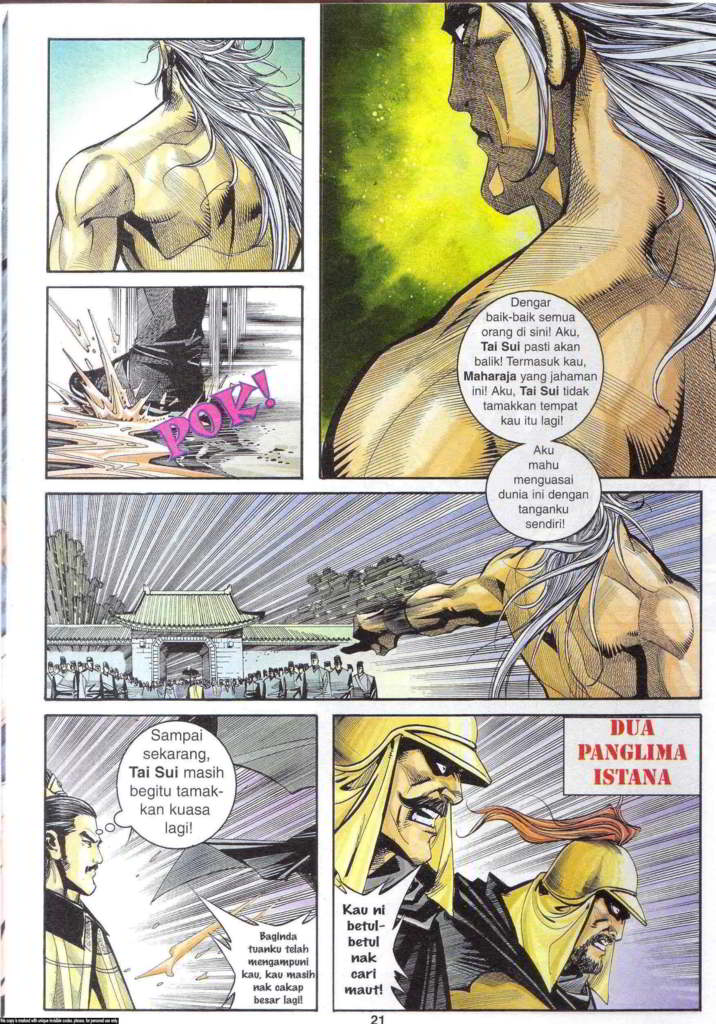 Dengar
baik-baik semua
orang di sini! Aku,
Tai Sui pasti akan
balik! Termasuk kau,
Maharaja yang jahaman
ini! Aku, Tai Sui tidak
tamakkan tempat
kau itu lagi!
POK!
Aku
mahu
menguasai
dunia ini dengan
tanganku
sendiri!
Sampai
sekarang,
Tai Sui masih
begitu tamak-
kan kuasa
lagi!
Baginda
tuanku telah
mengampuni
kau, kau masih
nak cakap
besar lagi!
DUA
PANGLIMA
ISTANA
Kau ni
betul-
betul
nak
cari
maut!
21